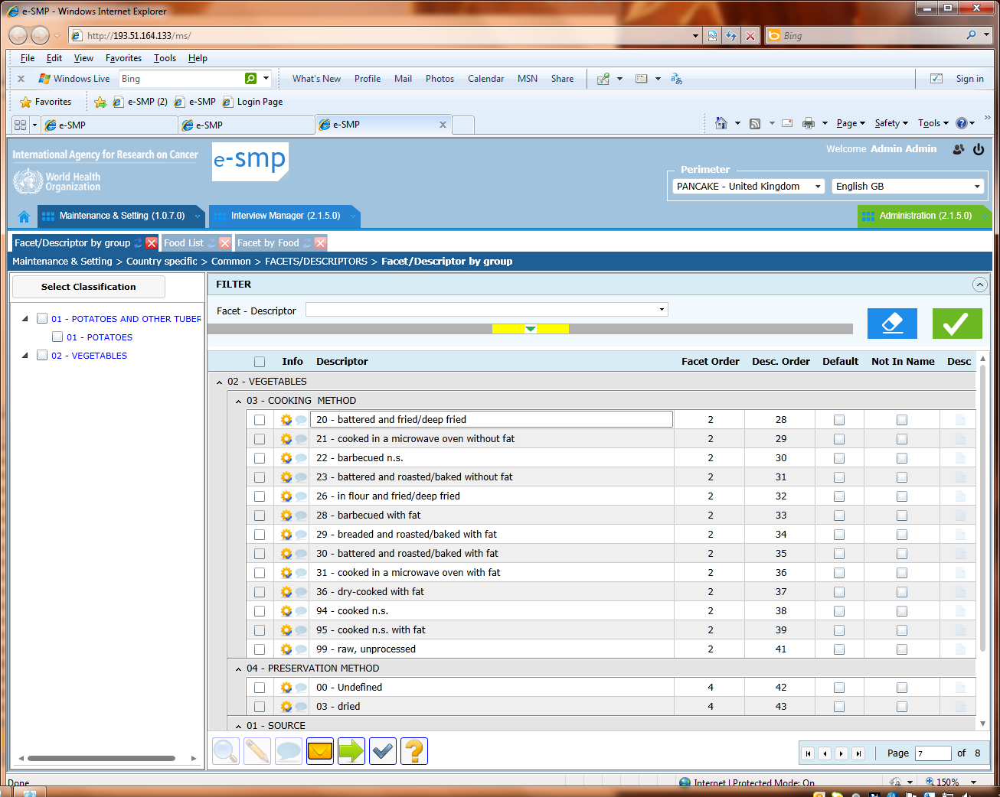 e-SMP - Windows Internet Explorer
http://193.51.164.133/ms/
Bing
File Edit View Favorites Tools Help
Windows Live Bing What's New Profile Mail Photos Calendar MSN Share Sign in
Favorites e-SMP (2) e-SMP Login Page
e-SMP e-SMP e-SMP Page Safety Tools
International Agency for Research on Cancer
World Health Organization
e-smp
Welcome Admin Admin
Perimeter
PANCAKE - United Kingdom English GB
Maintenance & Setting (1.0.7.0) Interview Manager (2.1.5.0) Administration (2.1.5.0)
Facet/Descriptor by group Food List Facet by Food
Maintenance & Setting > Country specific > Common > FACETS/DESCRIPTORS > Facet/Descriptor by group
Select Classification
01 - POTATOES AND OTHER TUBER
01 - POTATOES
02 - VEGETABLES
FILTER
Facet - Descriptor
Info Descriptor Facet Order Desc. Order Default Not In Name Desc
02 - VEGETABLES
03 - COOKING METHOD
20 - battered and fried/deep fried 2 28
21 - cooked in a microwave oven without fat 2 29
22 - barbecued n.s. 2 30
23 - battered and roasted/baked without fat 2 31
26 - in flour and fried/deep fried 2 32
28 - barbecued with fat 2 33
29 - breaded and roasted/baked with fat 2 34
30 - battered and roasted/baked with fat 2 35
31 - cooked in a microwave oven with fat 2 36
36 - dry-cooked with fat 2 37
94 - cooked n.s. 2 38
95 - cooked n.s. with fat 2 39
99 - raw, unprocessed 2 41
04 - PRESERVATION METHOD
00 - Undefined 4 42
03 - dried 4 43
01 - SOURCE
Page 7 of 8
Done Internet | Protected Mode: On 150%